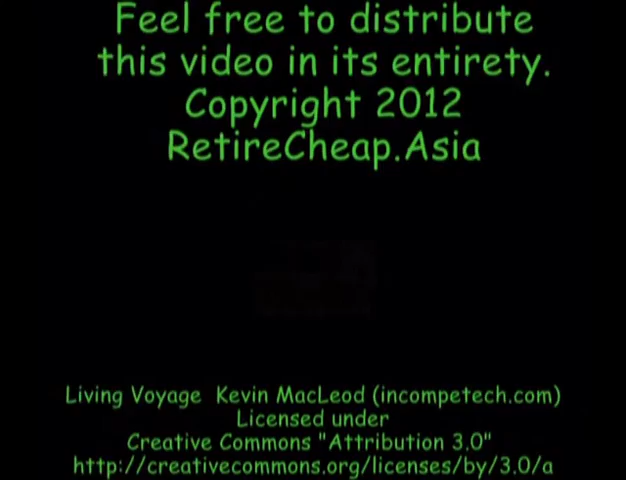 Feel free to distribute
this video in its entirety.
Copyright 2012
RetireCheap.Asia
Living Voyage Kevin MacLeod (incompetech.com)
Licensed under
Creative Commons "Attribution 3.0"
http://creativecommons.org/licenses/by/3.0/a